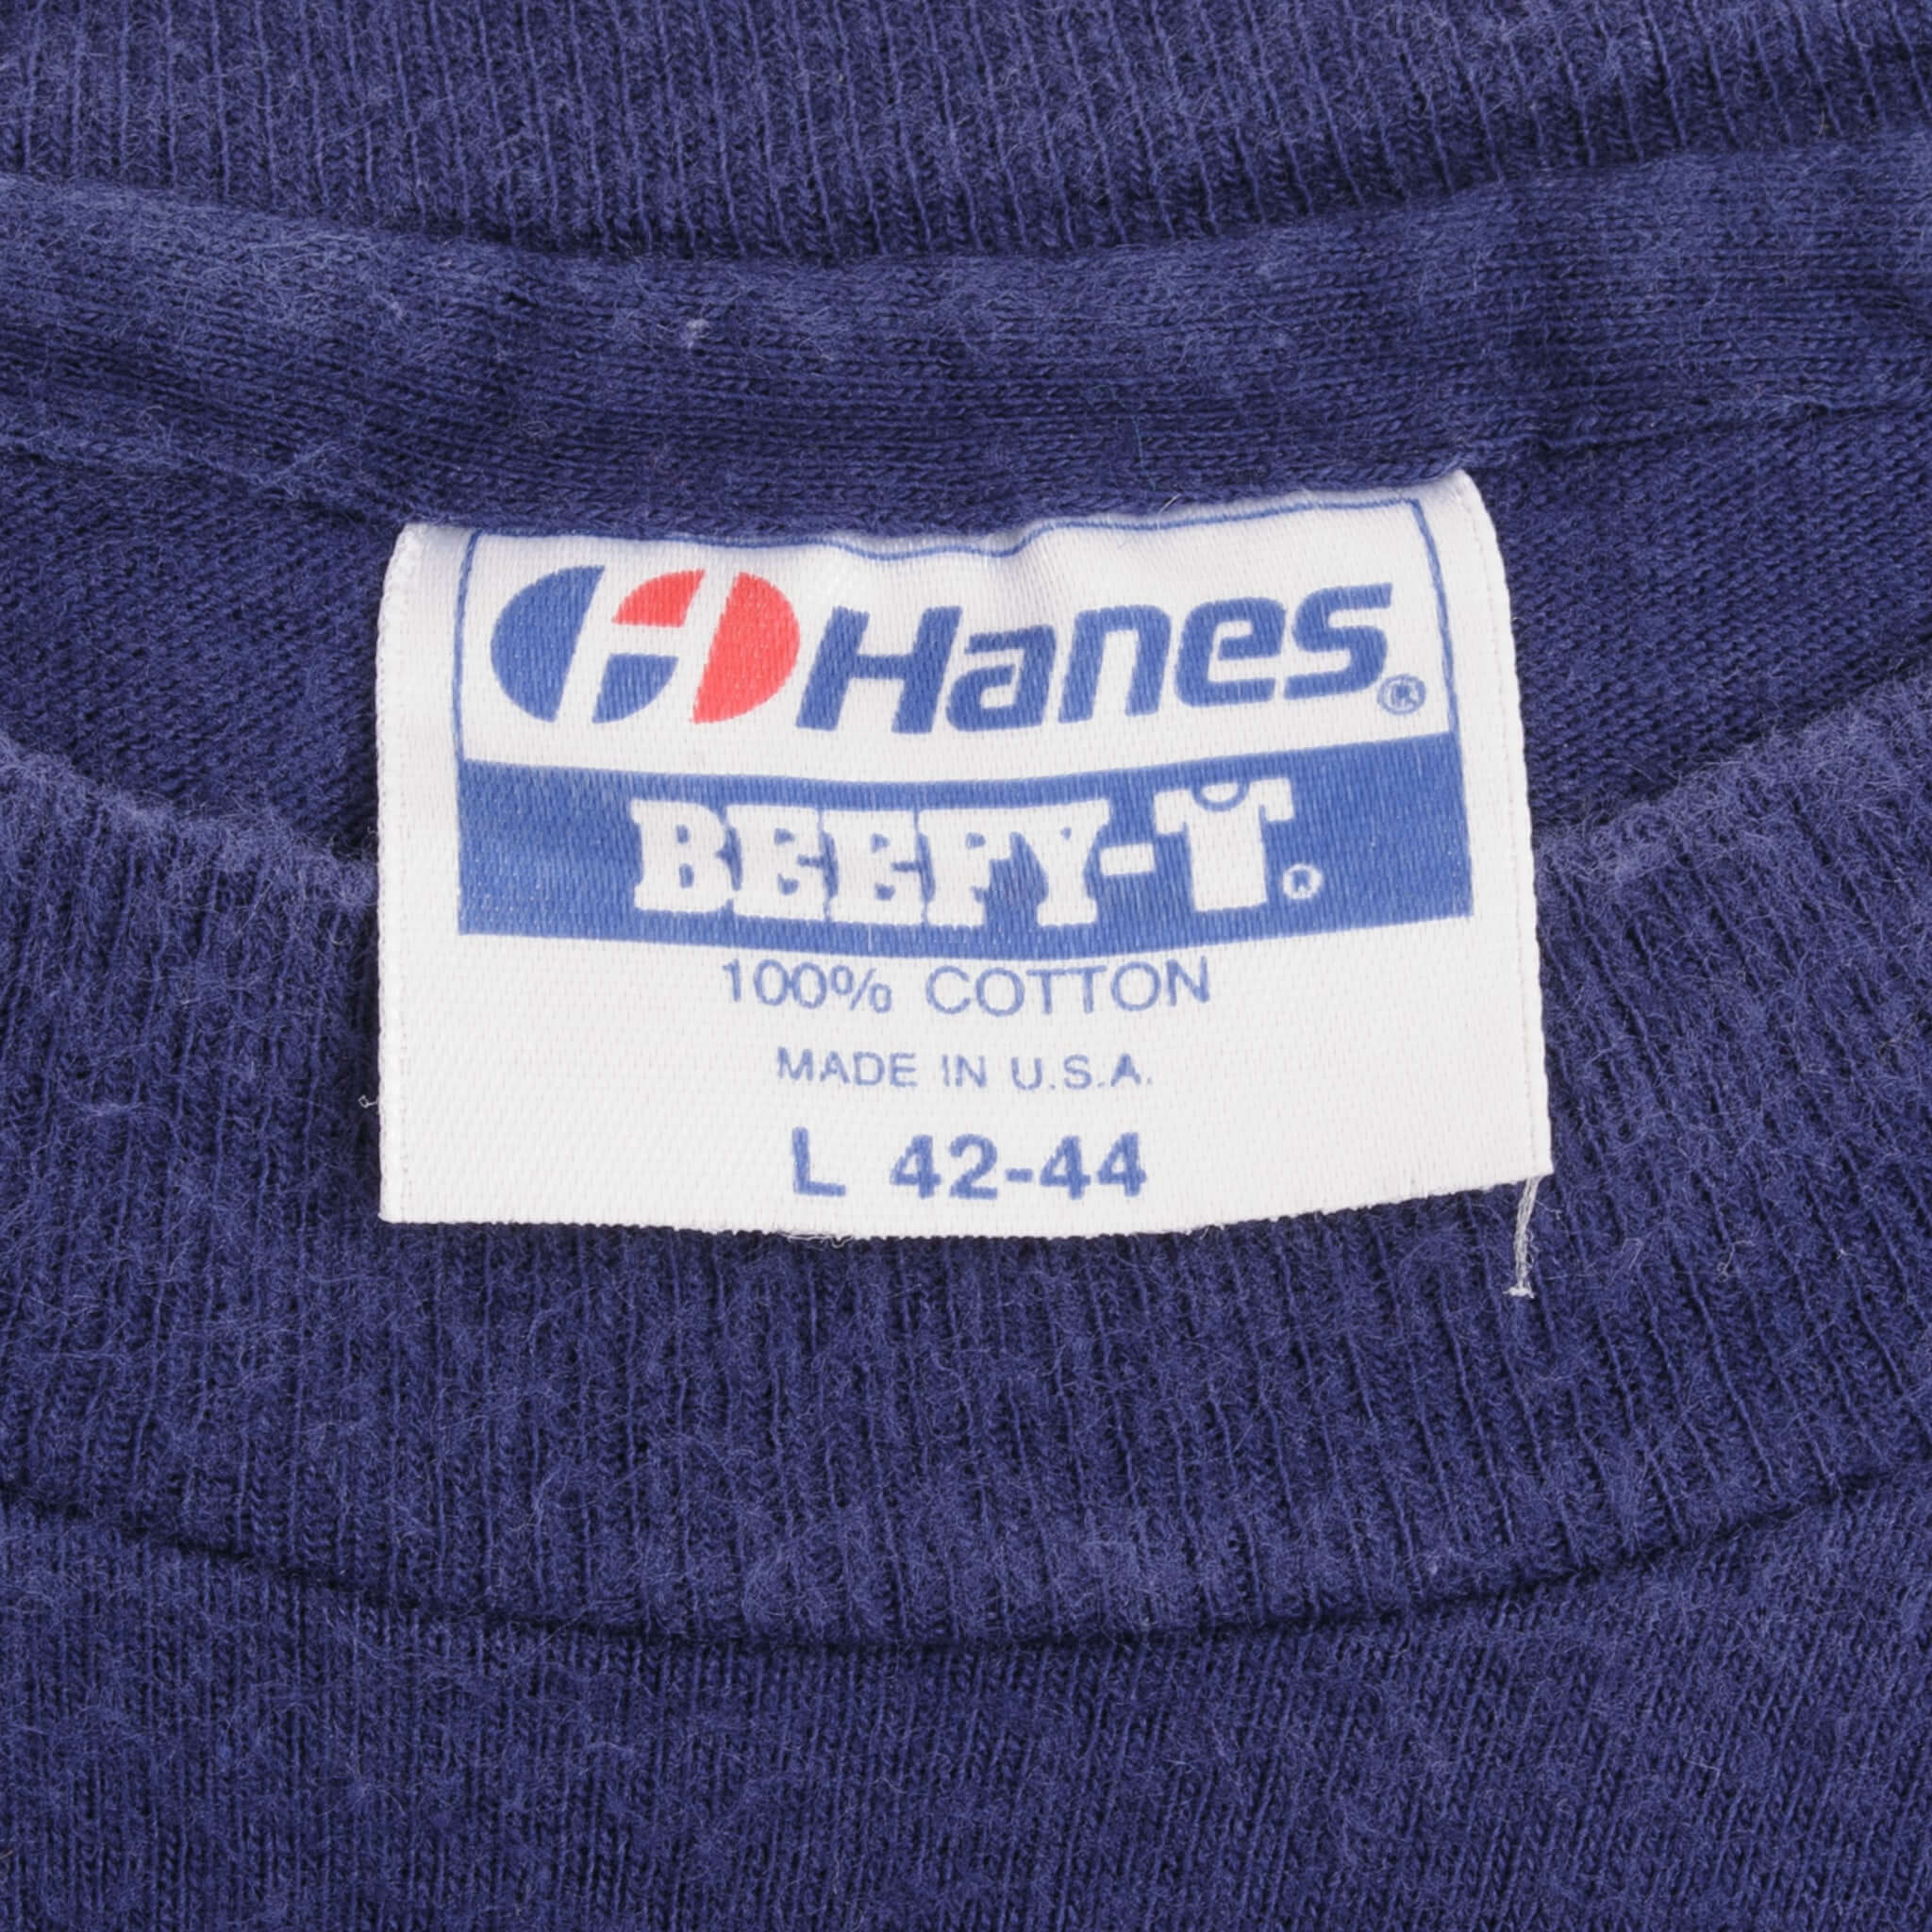 Hanes®
BEEFY-T®
100% COTTON
MADE IN U.S.A.
L 42-44